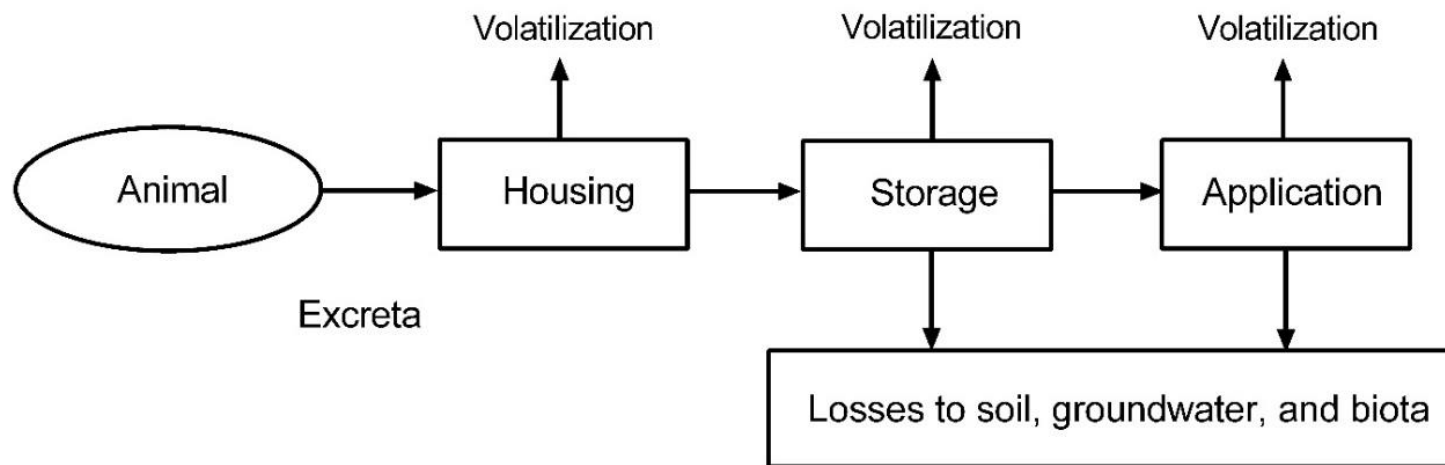 Volatilization
Volatilization
Volatilization
Animal
Housing
Storage
Application
Excreta
Losses to soil, groundwater, and biota